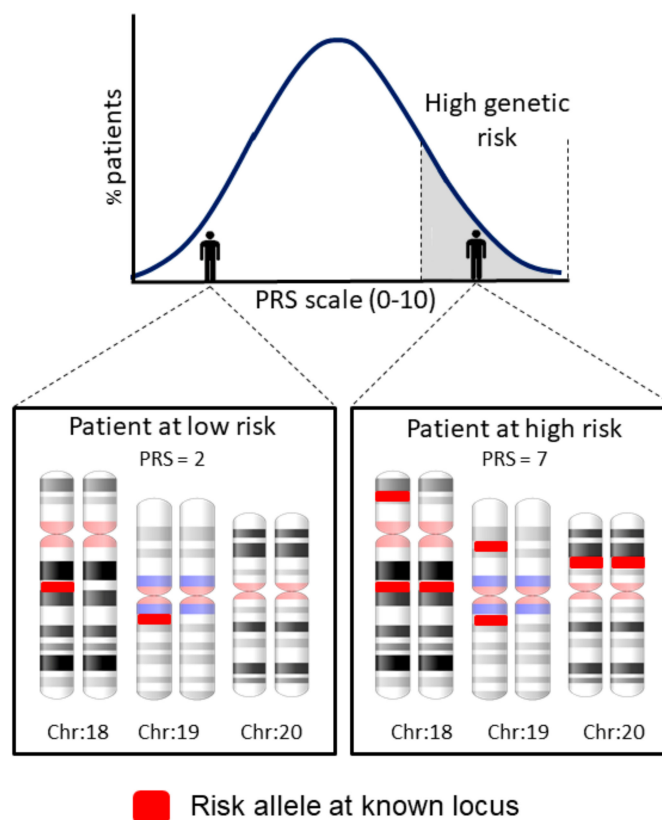 % patients
High genetic
risk
PRS scale (0-10)
Patient at low risk
PRS = 2
Chr:18 Chr:19 Chr:20
Patient at high risk
PRS = 7
Chr:18 Chr:19 Chr:20
Risk allele at known locus